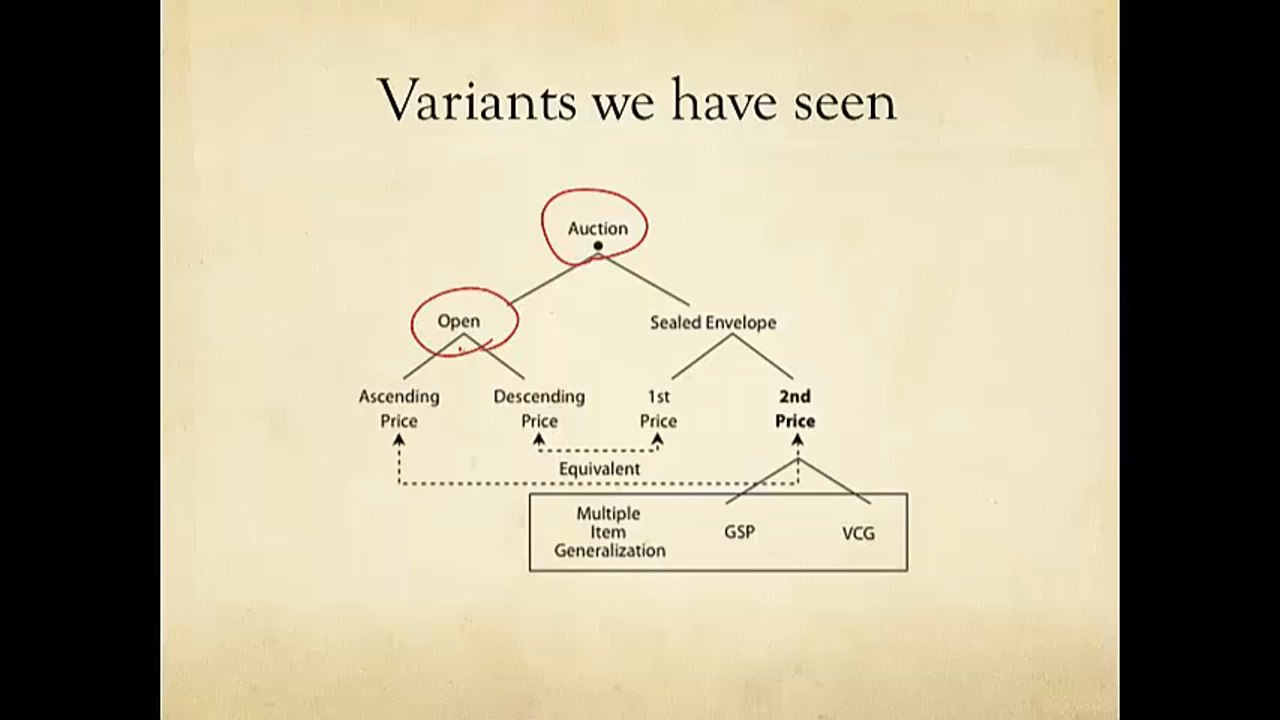 Variants we have seen
Auction
Open
Sealed Envelope
Ascending
Price
Descending
Price
1st
Price
2nd
Price
Equivalent
Multiple
Item
Generalization
GSP
VCG